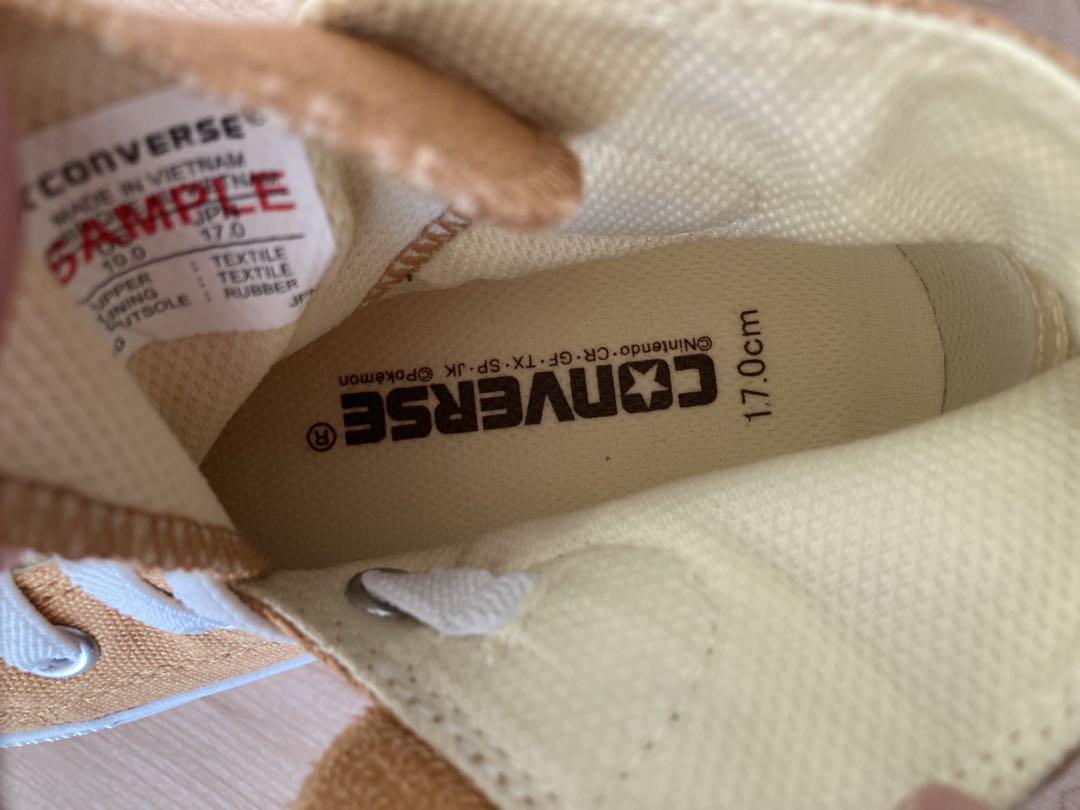 CONVERSE®
MADE IN VIETNAM
SAMPLE
JPN
10.0 17.0
UPPER : TEXTILE
LINING : TEXTILE
OUTSOLE : RUBBER
17.0cm
CONVERSE®
©Nintendo・CR・GF・TX・SP・JK ©Pokémon